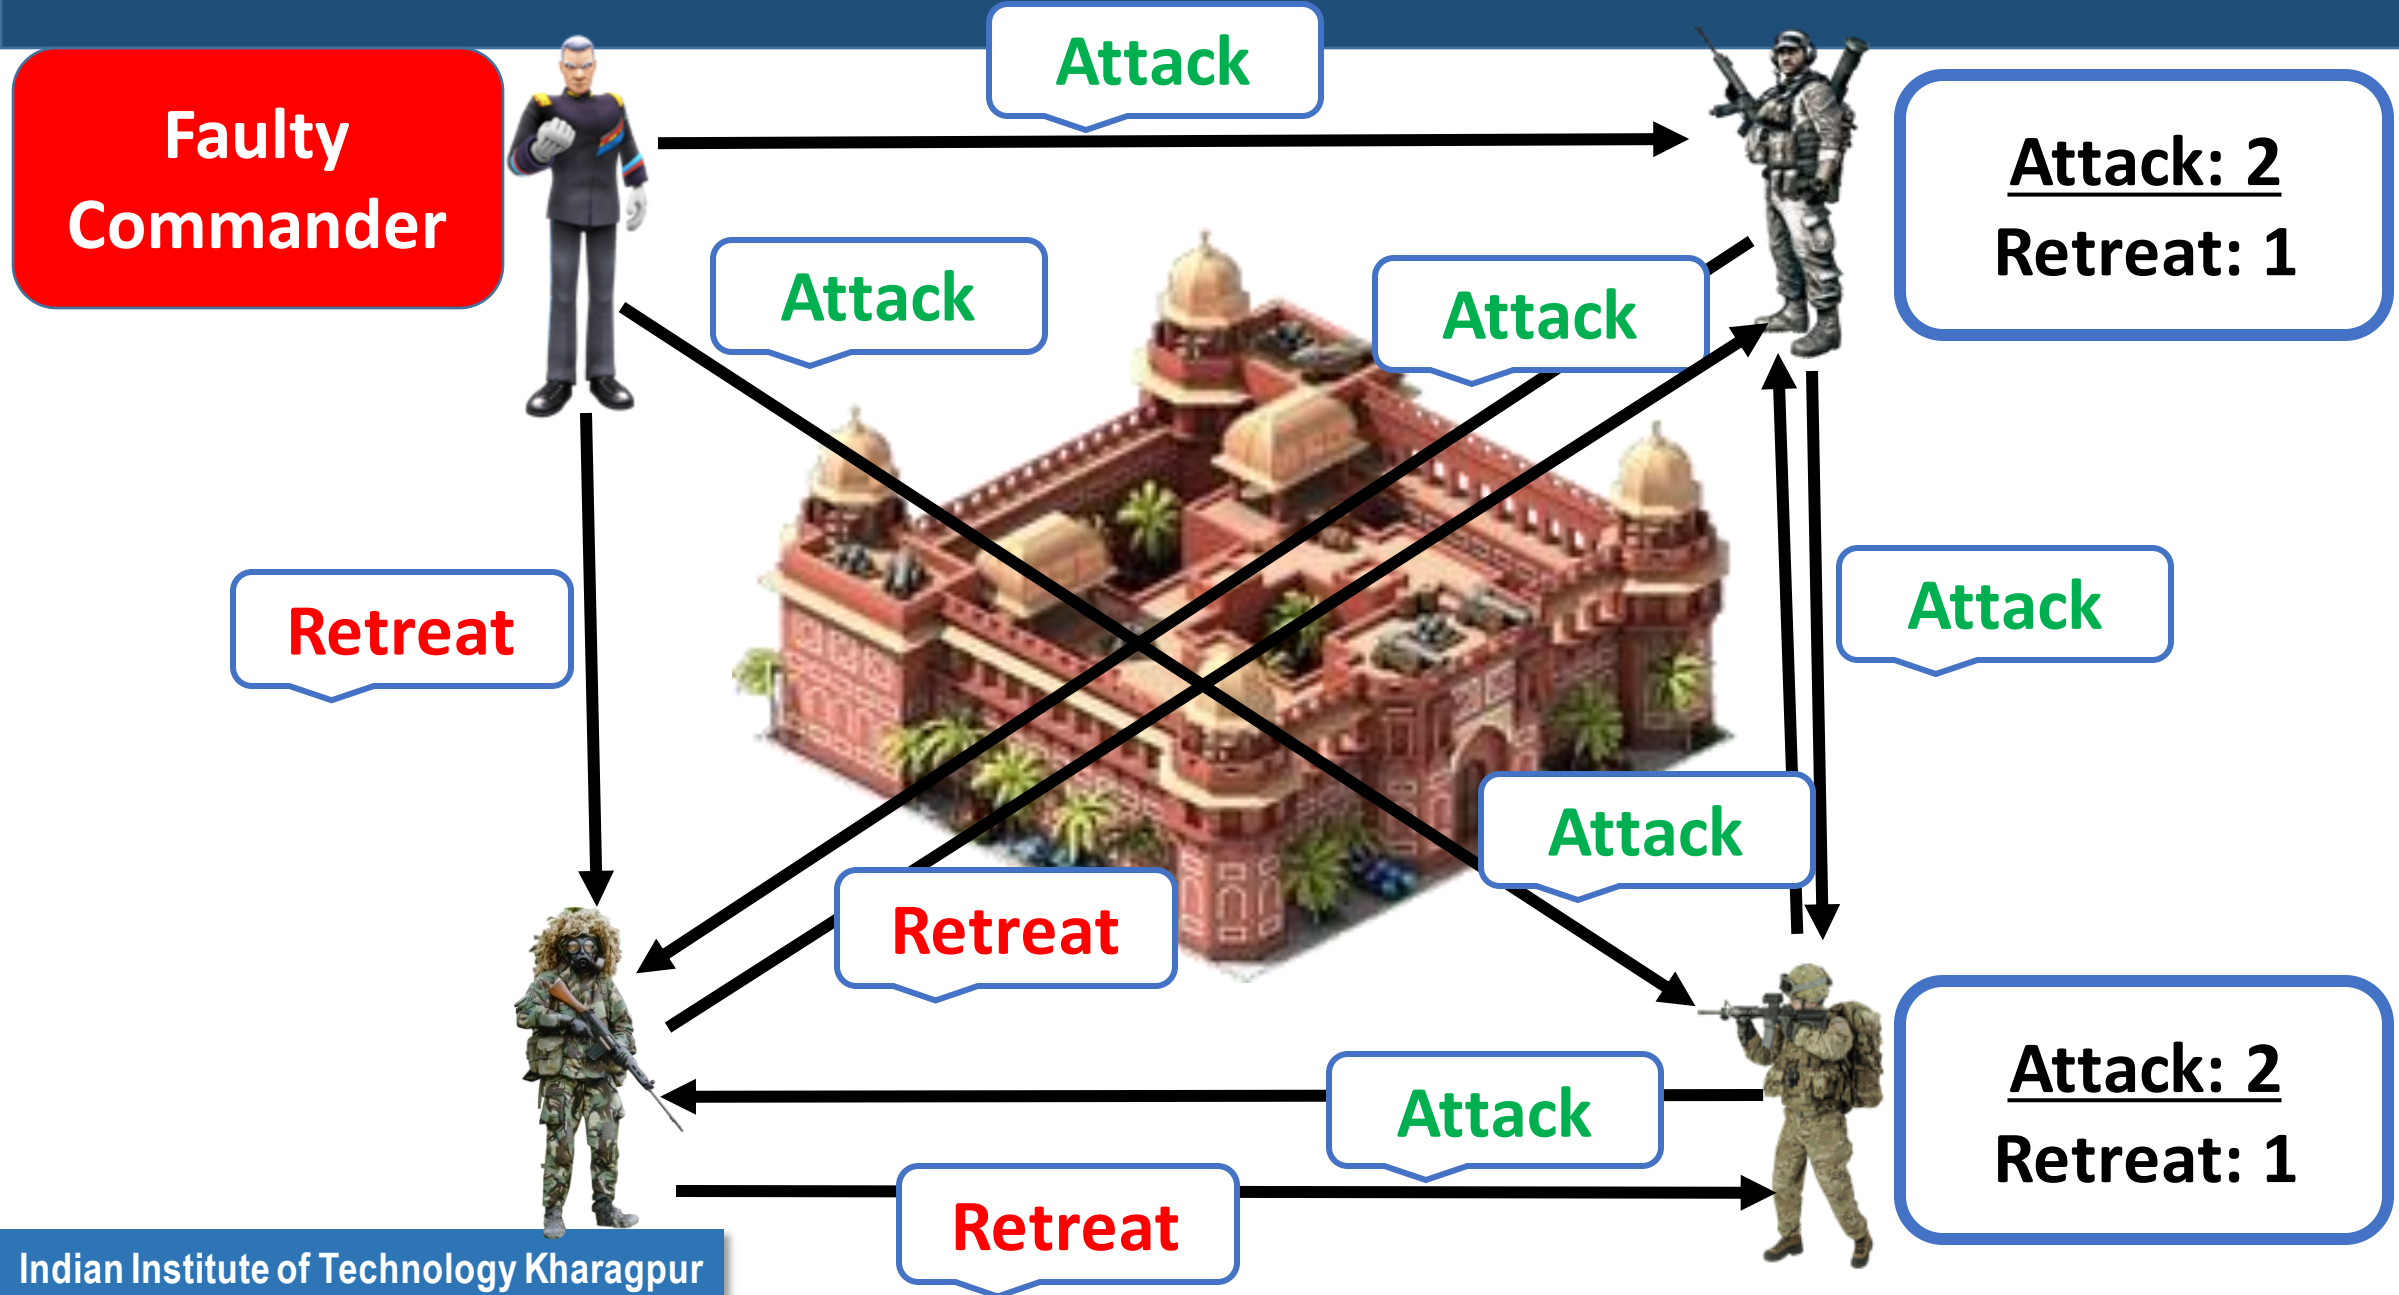 Attack
Faulty
Commander
Attack: 2
Retreat: 1
Attack
Attack
Retreat
Attack
Attack
Retreat
Attack
Attack: 2
Retreat: 1
Retreat
Indian Institute of Technology Kharagpur